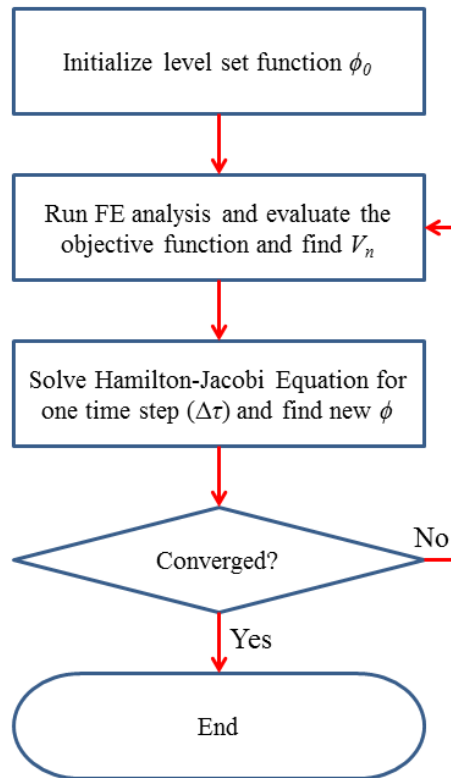 Initialize level set function ϕ₀
Run FE analysis and evaluate the
objective function and find Vₙ
Solve Hamilton-Jacobi Equation for
one time step (Δτ) and find new ϕ
Converged?
No
Yes
End